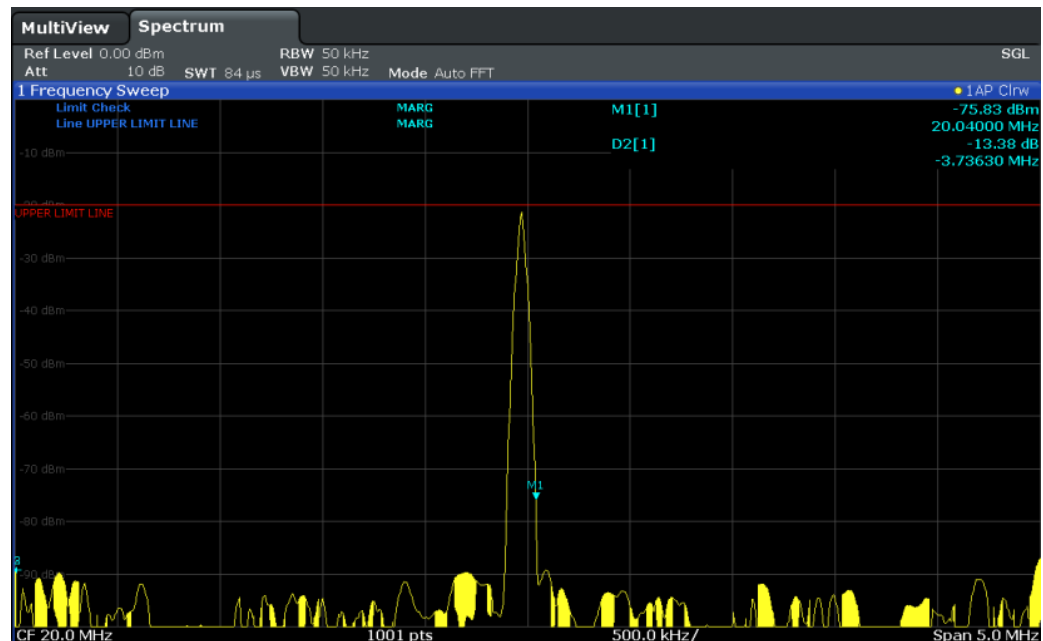 MultiView Spectrum
Ref Level 0.00 dBm RBW 50 kHz SGL
Att 10 dB SWT 84 µs VBW 50 kHz Mode Auto FFT
1 Frequency Sweep 1AP Clrw
Limit Check MARG M1[1] -75.83 dBm
Line UPPER LIMIT LINE MARG 20.04000 MHz
D2[1] -13.38 dB
-10 dBm
-3.73630 MHz
-20 dBm
UPPER LIMIT LINE
-30 dBm
-40 dBm
-50 dBm
-60 dBm
-70 dBm
M1
-80 dBm
-90 dBm
CF 20.0 MHz 1001 pts 500.0 kHz/ Span 5.0 MHz